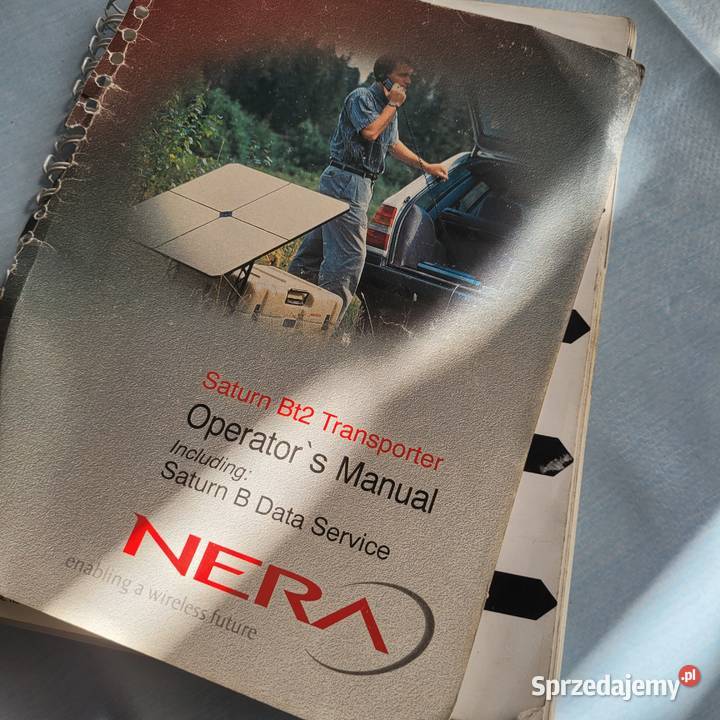 Saturn Bt2 Transporter
Operator`s Manual
Including:
Saturn B Data Service
NERA
enabling a wireless future
Sprzedajemy.pl